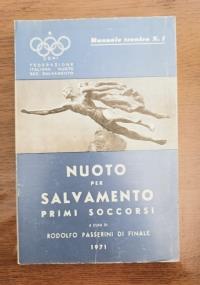 Manuale tecnico N. 1
CONI
FEDERAZIONE
ITALIANA NUOTO
SEZ. SALVAMENTO
NUOTO
PER
SALVAMENTO
PRIMI SOCCORSI
a cura di
RODOLFO PASSERINI DI FINALE
1971